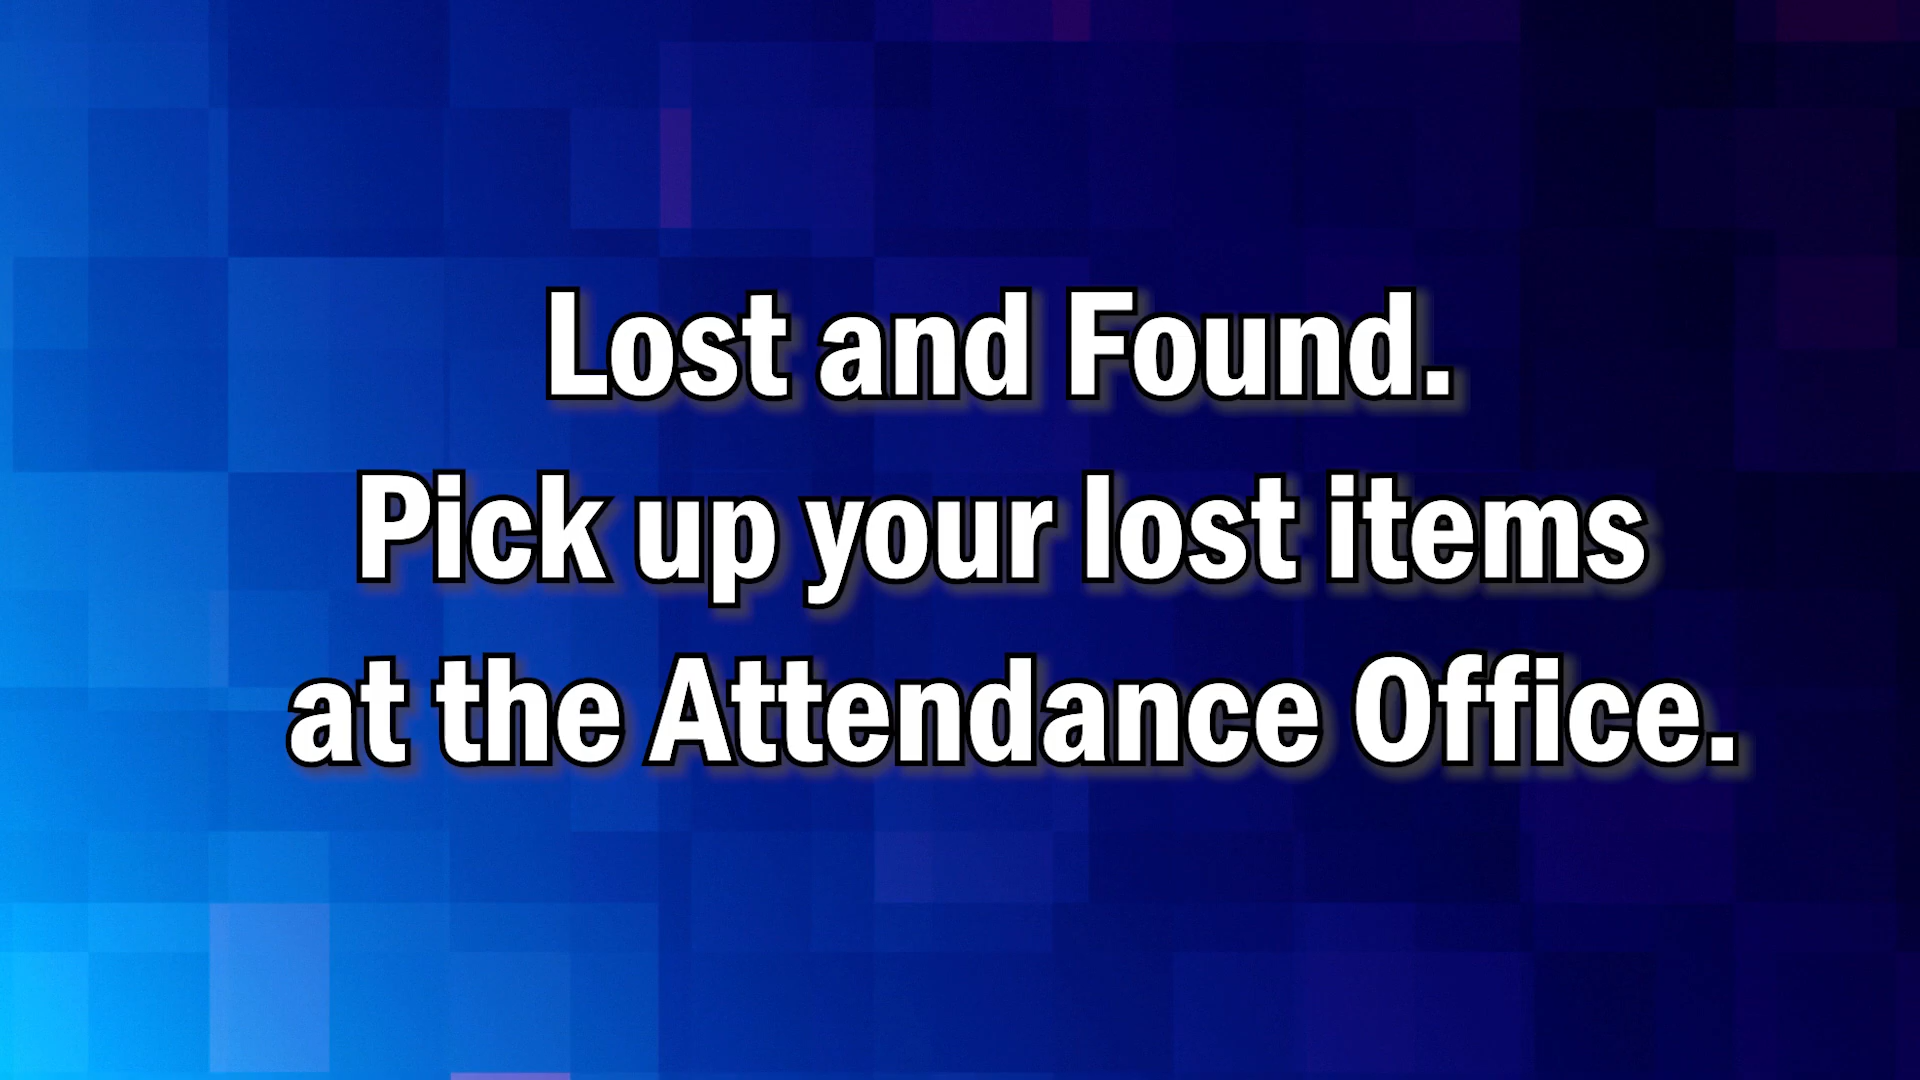 Lost and Found.
Pick up your lost items
at the Attendance Office.